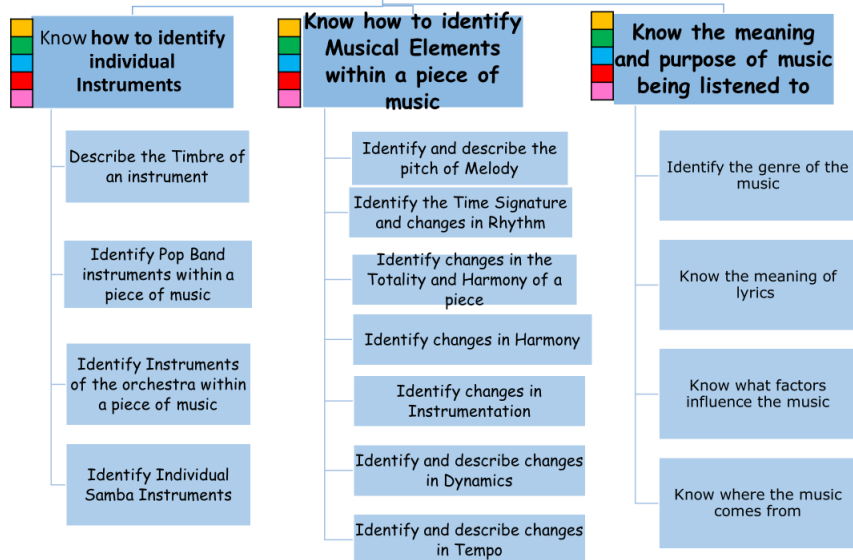 Know how to identify
individual
Instruments
Describe the Timbre of
an instrument
Identify Pop Band
instruments within a
piece of music
Identify Instruments
of the orchestra within
a piece of music
Identify Individual
Samba Instruments
Know how to identify
Musical Elements
within a piece of
music
Identify and describe the
pitch of Melody
Identify the Time Signature
and changes in Rhythm
Identify changes in the
Totality and Harmony of a
piece
Identify changes in Harmony
Identify changes in
Instrumentation
Identify and describe changes
in Dynamics
Identify and describe changes
in Tempo
Know the meaning
and purpose of music
being listened to
Identify the genre of the
music
Know the meaning of
lyrics
Know what factors
influence the music
Know where the music
comes from